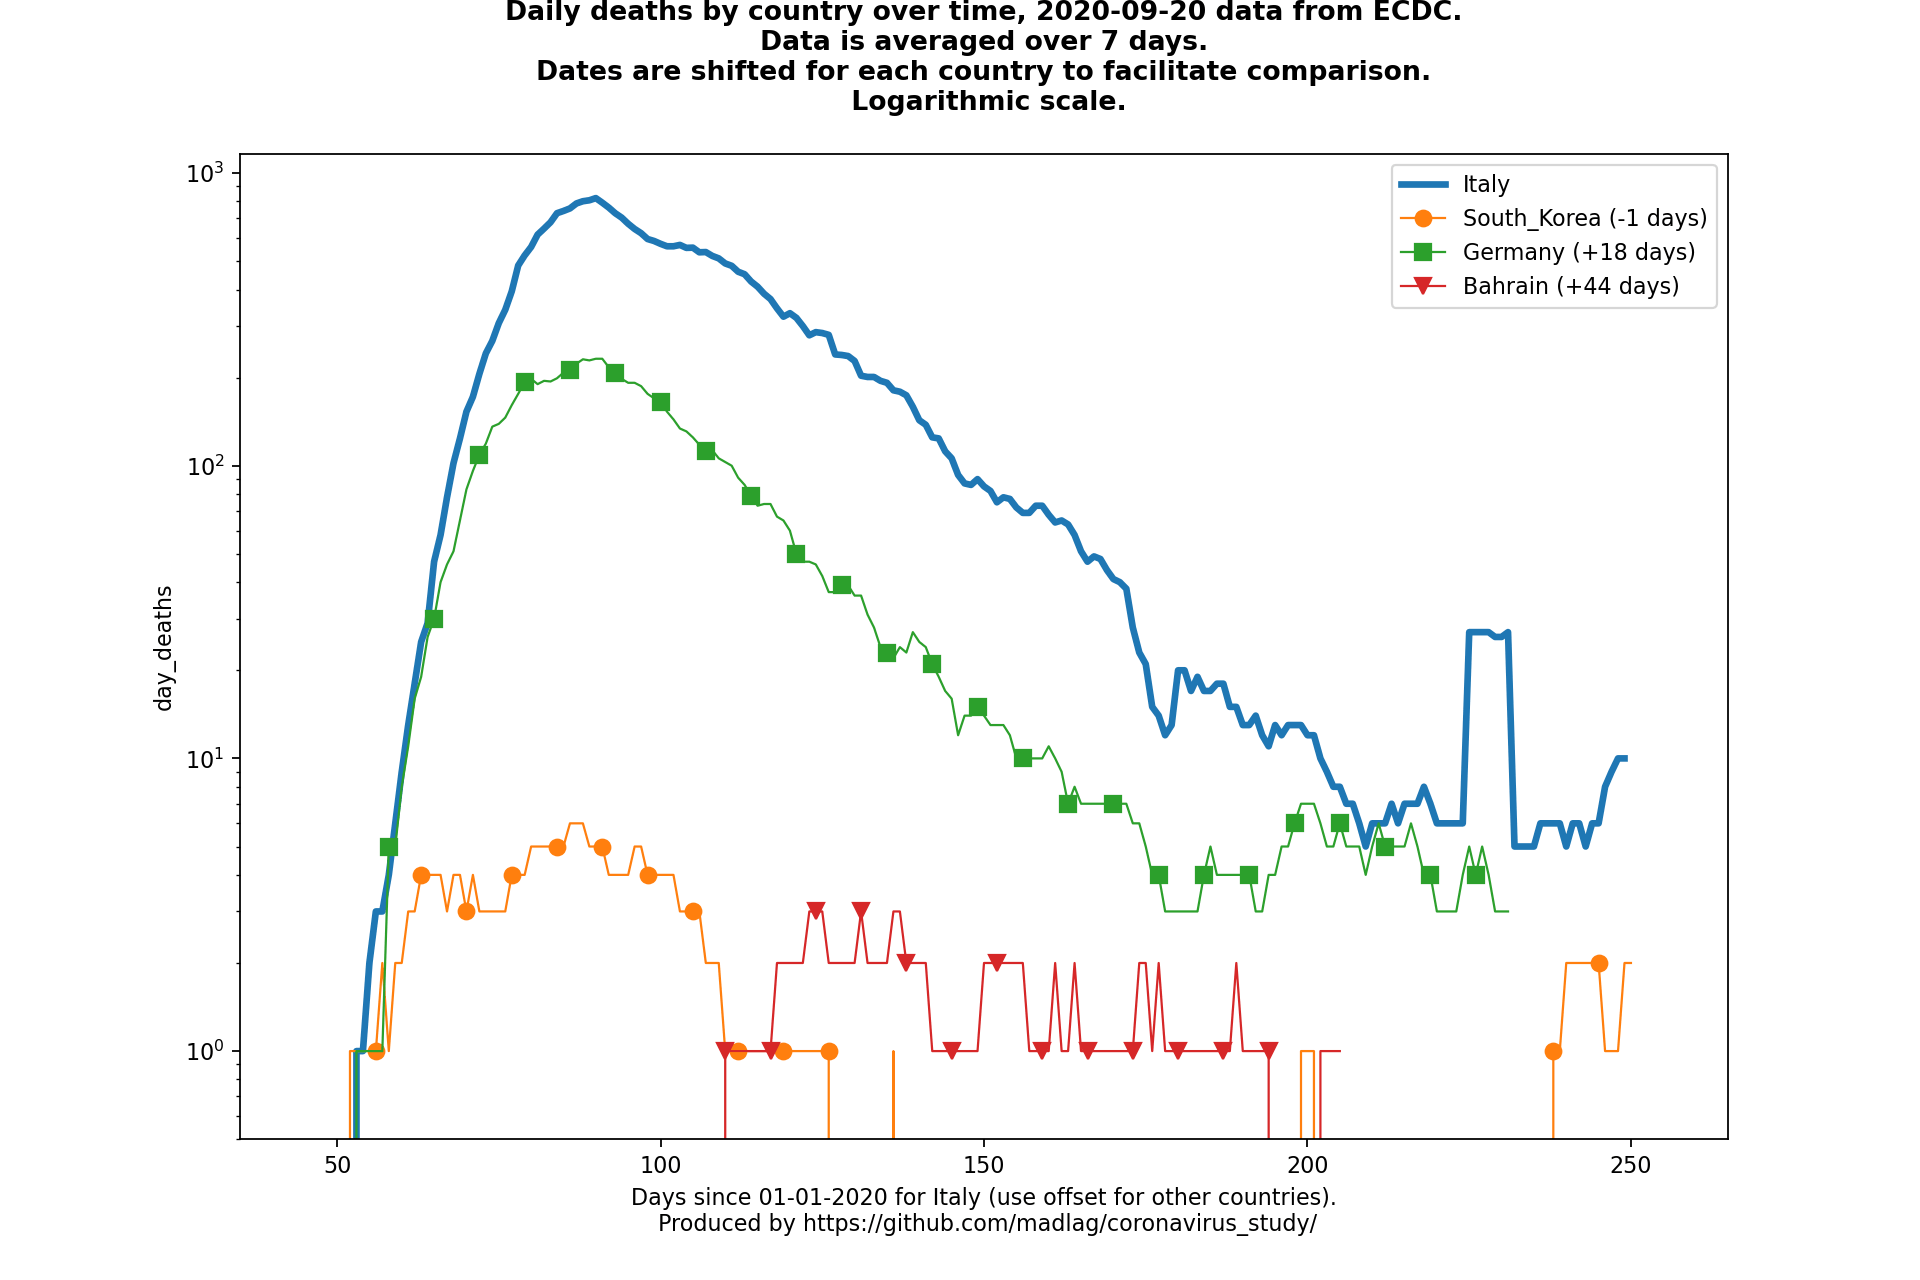 Daily deaths by country over time, 2020-09-20 data from ECDC.
Data is averaged over 7 days.
Dates are shifted for each country to facilitate comparison.
Logarithmic scale.
10³
10²
10¹
10⁰
day_deaths
Italy
South_Korea (-1 days)
Germany (+18 days)
Bahrain (+44 days)
50
100
150
200
250
Days since 01-01-2020 for Italy (use offset for other countries).
Produced by https://github.com/madlag/coronavirus_study/